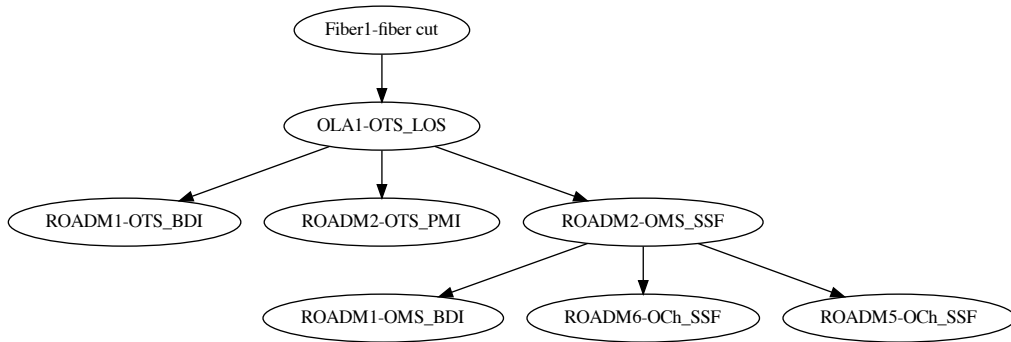 Fiber1-fiber cut
OLA1-OTS_LOS
ROADM1-OTS_BDI
ROADM2-OTS_PMI
ROADM2-OMS_SSF
ROADM1-OMS_BDI
ROADM6-OCh_SSF
ROADM5-OCh_SSF